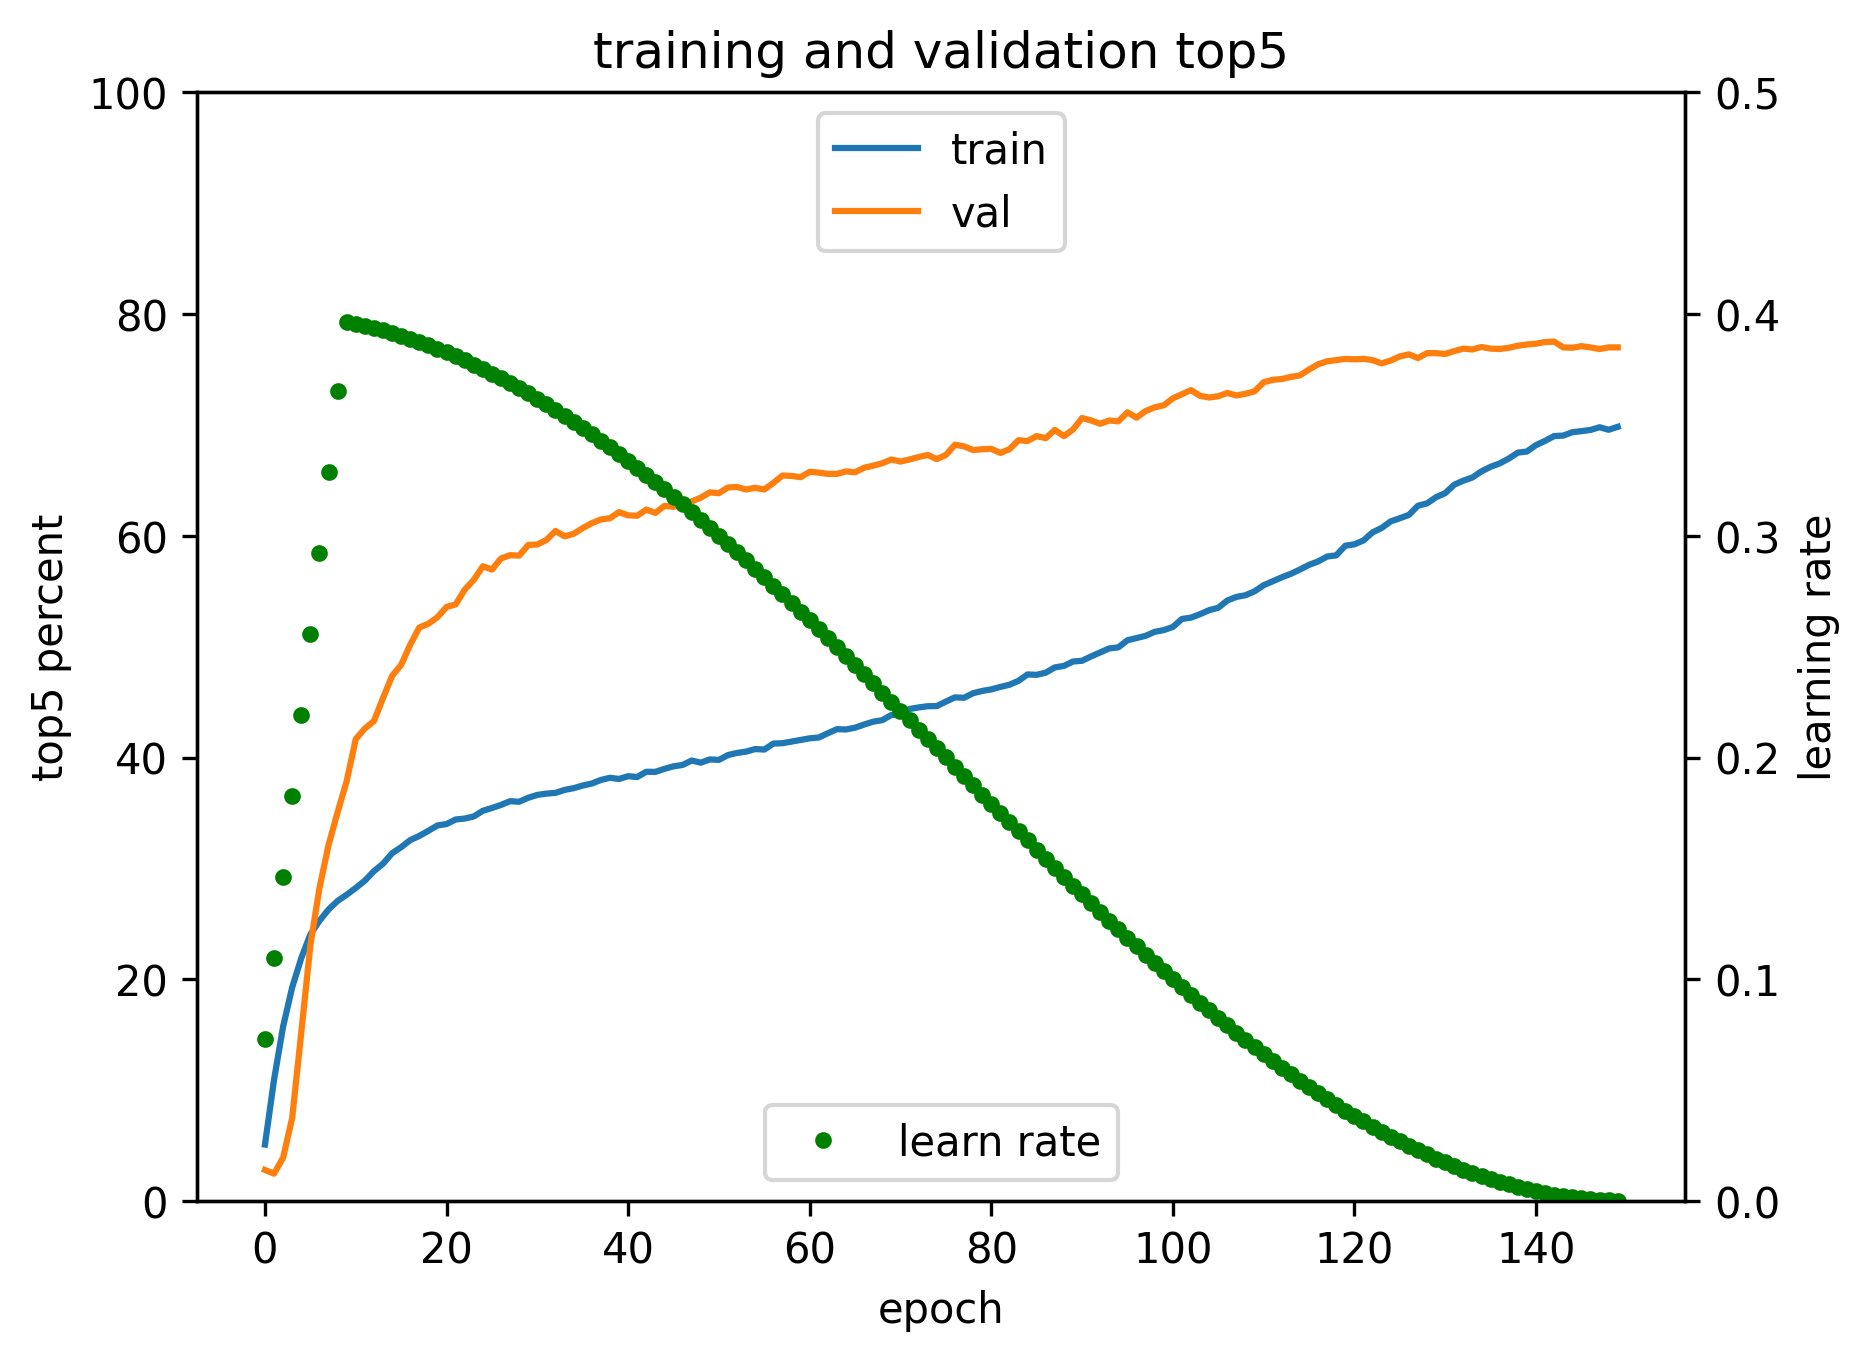 training and validation top5
train
val
learn rate
top5 percent
learning rate
epoch
100
80
60
40
20
0
0.5
0.4
0.3
0.2
0.1
0.0
0 20 40 60 80 100 120 140